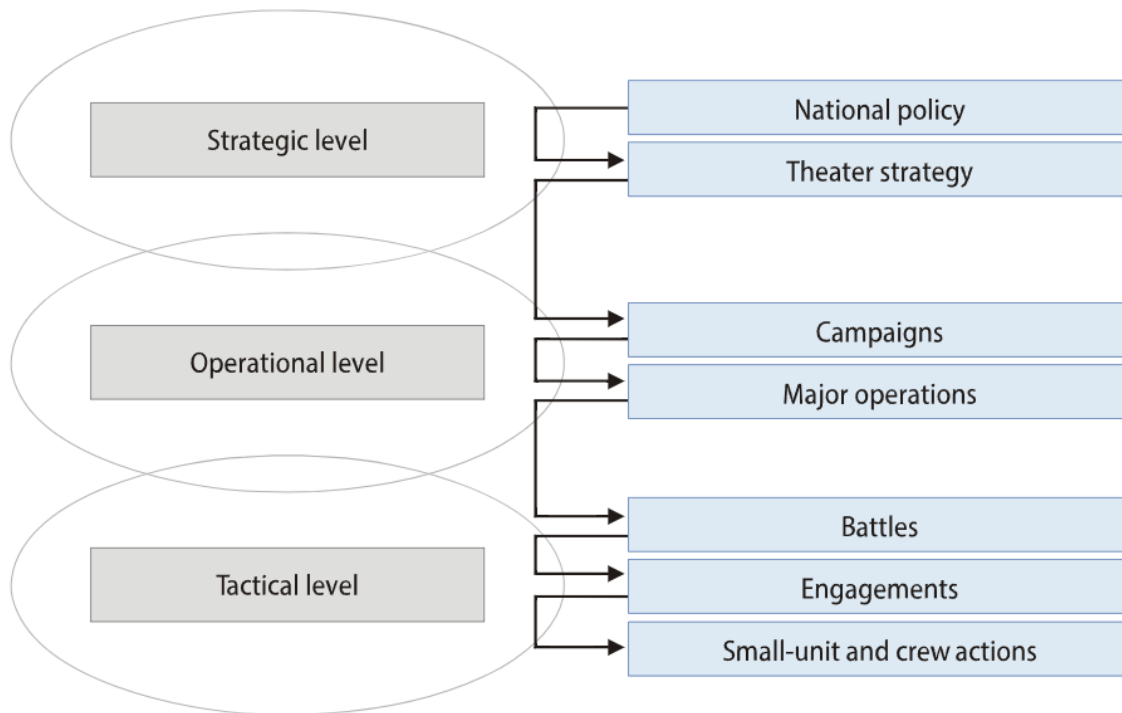 Strategic level
National policy
Theater strategy
Operational level
Campaigns
Major operations
Tactical level
Battles
Engagements
Small-unit and crew actions